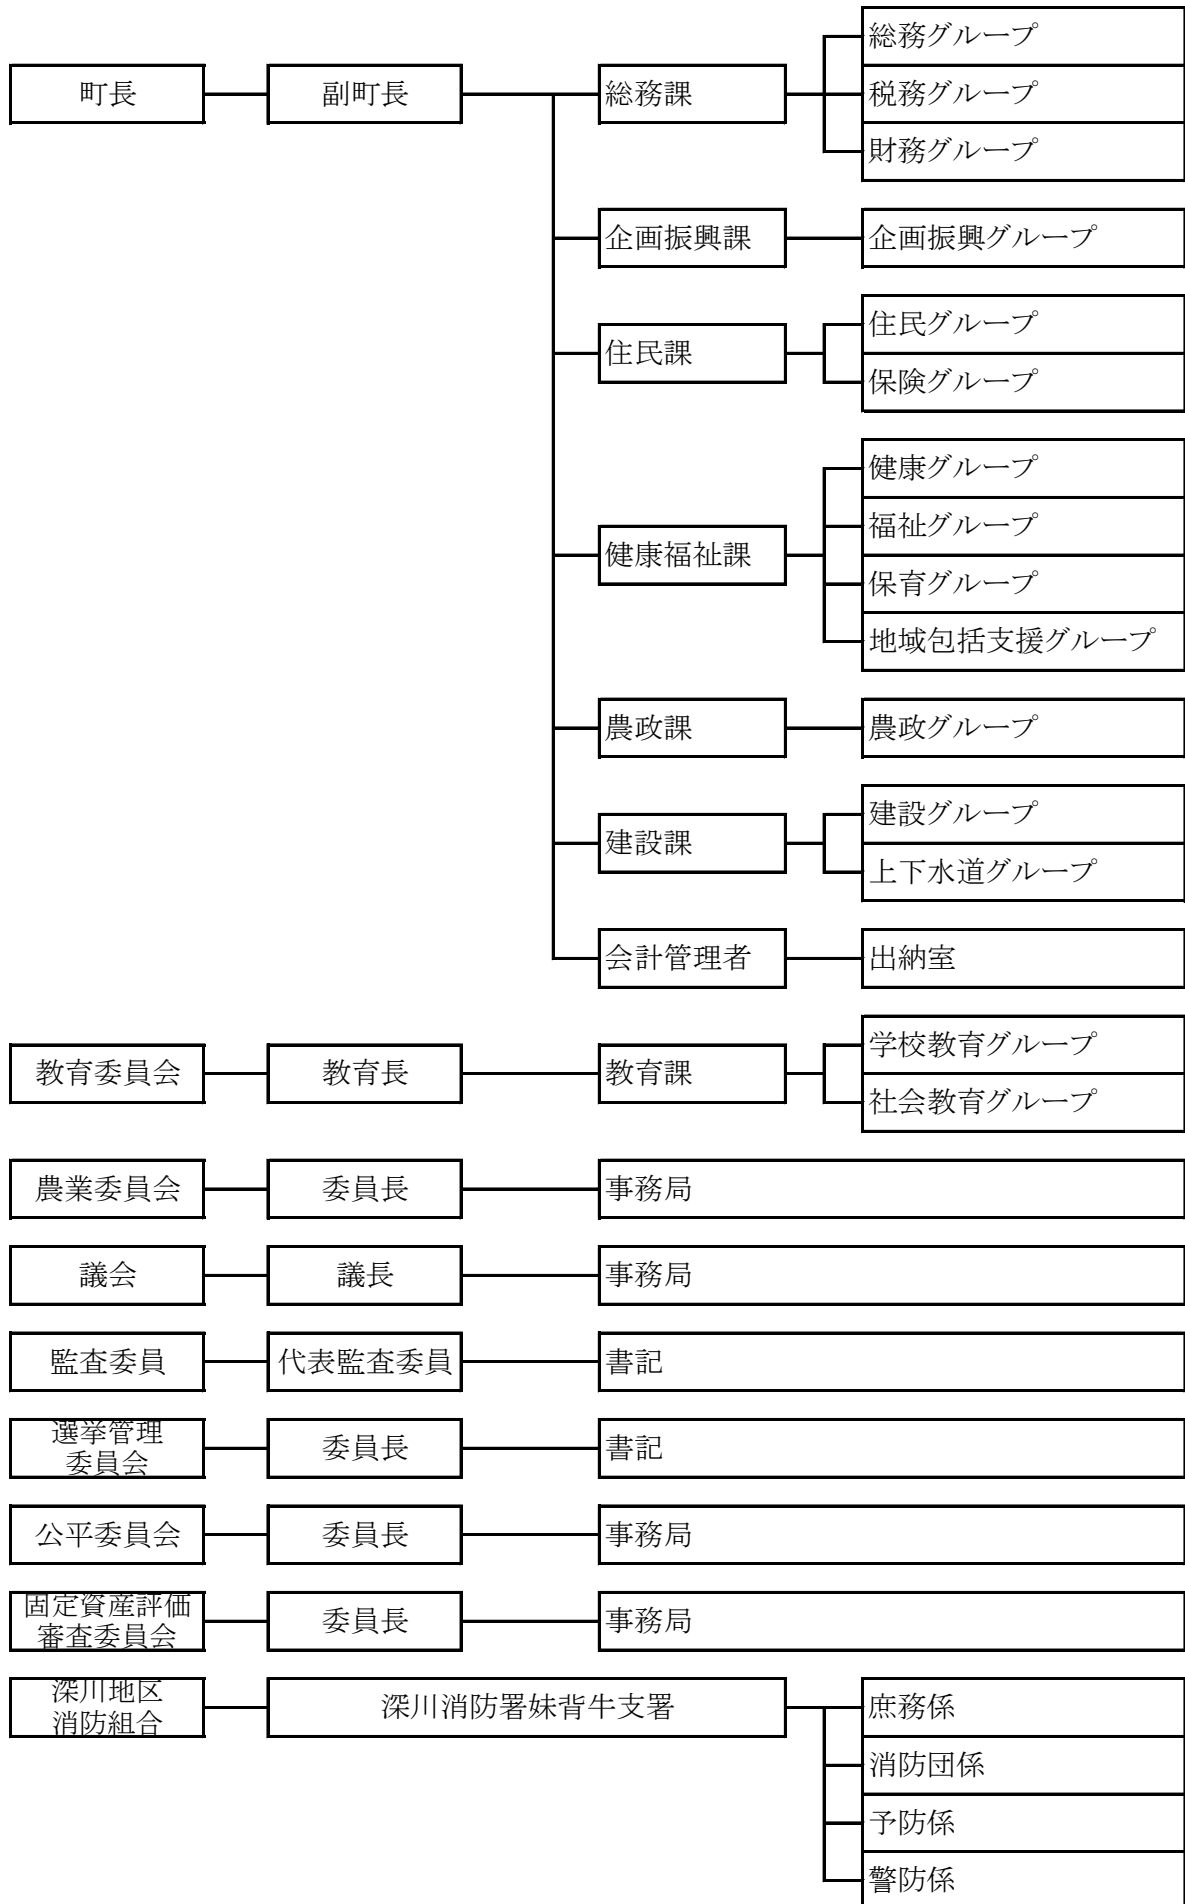 総務グループ
町長
副町長
総務課
税務グループ
財務グループ
企画振興課
企画振興グループ
住民グループ
住民課
保険グループ
健康グループ
福祉グループ
健康福祉課
保育グループ
地域包括支援グループ
農政課
農政グループ
建設グループ
建設課
上下水道グループ
会計管理者
出納室
学校教育グループ
教育委員会
教育長
教育課
社会教育グループ
農業委員会
委員長
事務局
議会
議長
事務局
監査委員
代表監査委員
書記
選挙管理
委員会
委員長
書記
公平委員会
委員長
事務局
固定資産評価
審査委員会
委員長
事務局
深川地区
消防組合
深川消防署妹背牛支署
庶務係
消防団係
予防係
警防係